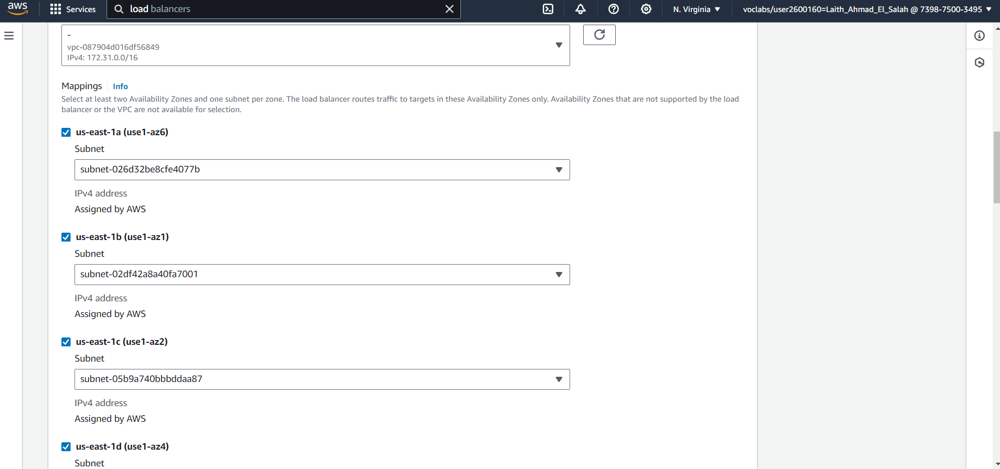 aws
Services
load balancers
N. Virginia
voclabs/user2600160=Laith_Ahmad_El_Salah @ 7398-7500-3495
-
vpc-087904d016df56849
IPv4: 172.31.0.0/16
Mappings
Info
Select at least two Availability Zones and one subnet per zone. The load balancer routes traffic to targets in these Availability Zones only. Availability Zones that are not supported by the load
balancer or the VPC are not available for selection.
us-east-1a (use1-az6)
Subnet
subnet-026d32be8cfe4077b
IPv4 address
Assigned by AWS
us-east-1b (use1-az1)
Subnet
subnet-02df42a8a40fa7001
IPv4 address
Assigned by AWS
us-east-1c (use1-az2)
Subnet
subnet-05b9a740bbbddaa87
IPv4 address
Assigned by AWS
us-east-1d (use1-az4)
Subnet